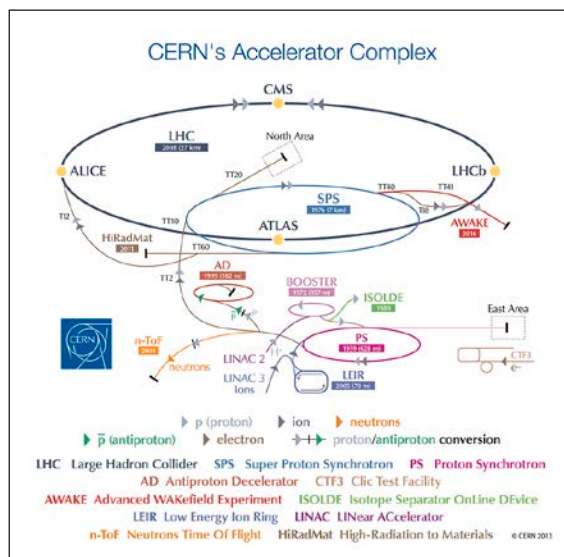 CERN's Accelerator Complex
CMS
North Area
LHC
2008 (27 km)
ALICE
LHCb
TT20
SPS
1976 (7 km)
TT40
TT41
TI8
TI2
TT10
ATLAS
AWAKE
2016
HiRadMat
2011
TT60
AD
1999 (182 m)
TT2
BOOSTER
1972 (157 m)
ISOLDE
1989
p
p̄
East Area
n-ToF
2001
PS
1959 (628 m)
CERN
LINAC 2
neutrons
CTF3
e-
LINAC 3
Ions
LEIR
2005 (78 m)
p (proton)
ion
neutrons
p̄ (antiproton)
electron
proton/antiproton conversion
LHC Large Hadron Collider SPS Super Proton Synchrotron PS Proton Synchrotron
AD Antiproton Decelerator CTF3 Clic Test Facility
AWAKE Advanced WAKefield Experiment ISOLDE Isotope Separator OnLine DEvice
LEIR Low Energy Ion Ring LINAC LINear ACcelerator
n-ToF Neutrons Time Of Flight HiRadMat High-Radiation to Materials
© CERN 2013